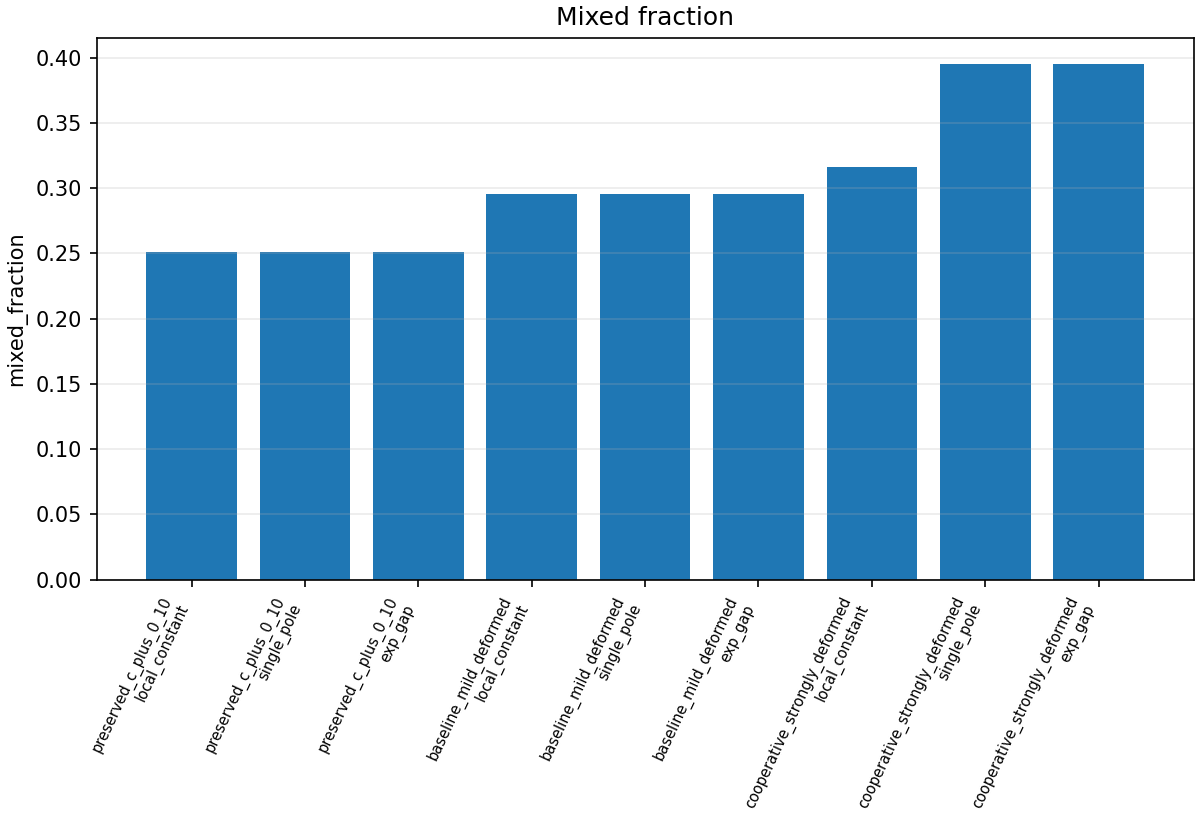 Mixed fraction
mixed_fraction
0.40
0.35
0.30
0.25
0.20
0.15
0.10
0.05
0.00
preserved_c_plus_0_10
local_constant
preserved_c_plus_0_10
single_pole
preserved_c_plus_0_10
exp_gap
baseline_mild_deformed
local_constant
baseline_mild_deformed
single_pole
baseline_mild_deformed
exp_gap
cooperative_strongly_deformed
local_constant
cooperative_strongly_deformed
single_pole
cooperative_strongly_deformed
exp_gap